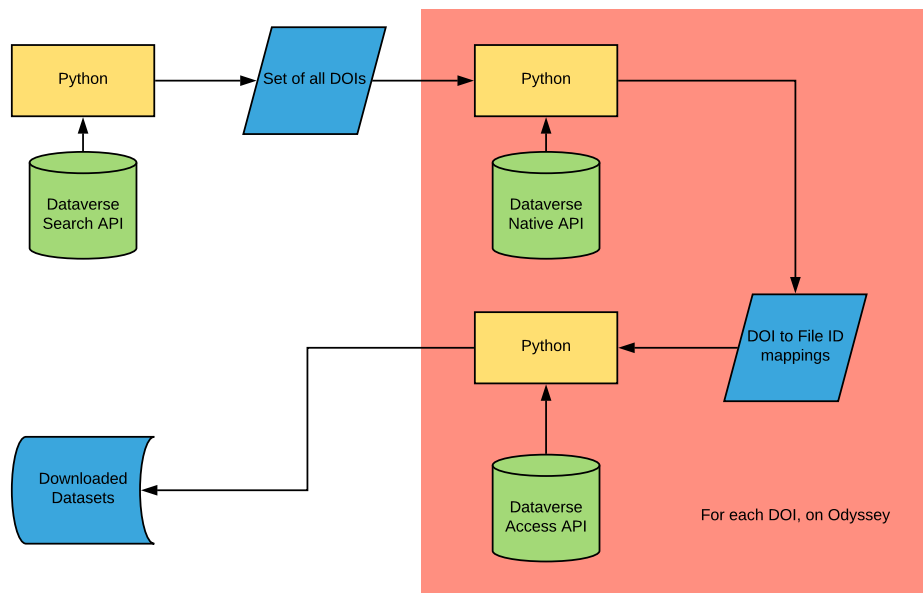 Python
Set of all DOIs
Python
Dataverse
Search API
Dataverse
Native API
DOI to File ID
mappings
Python
Downloaded
Datasets
Dataverse
Access API
For each DOI, on Odyssey